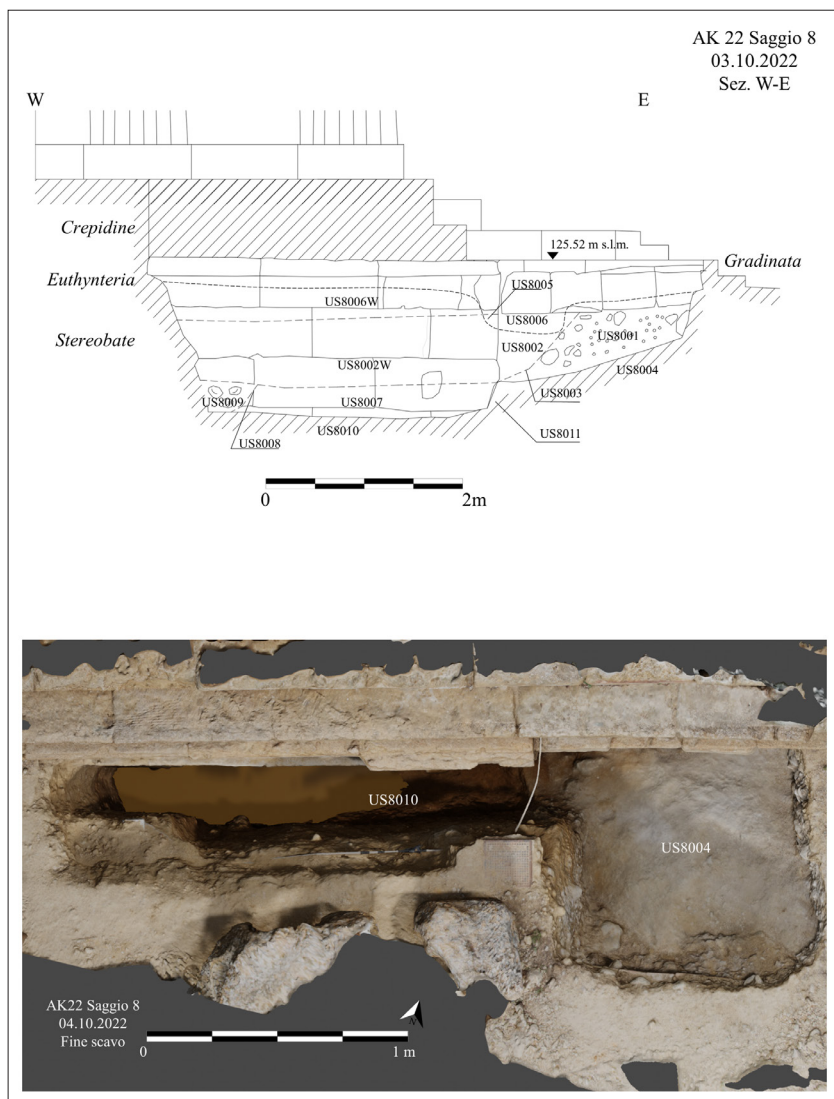 AK 22 Saggio 8
03.10.2022
Sez. W-E
W
E
Crepidine
125.52 m s.l.m.
Gradinata
Euthynteria
US8005
US8006W
US8006
Stereobate
US8001
US8002
US8002W
US8004
US8003
US8009
US8007
US8010
US8011
US8008
0
2m
US8010
US8004
AK22 Saggio 8
04.10.2022
Fine scavo
N
0
1 m